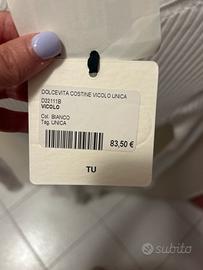 DOLCEVITA COSTINE VICOLO UNICA
D22111B
VICOLO
Col. BIANCO
Tag. UNICA
83,50 €
TU
subito